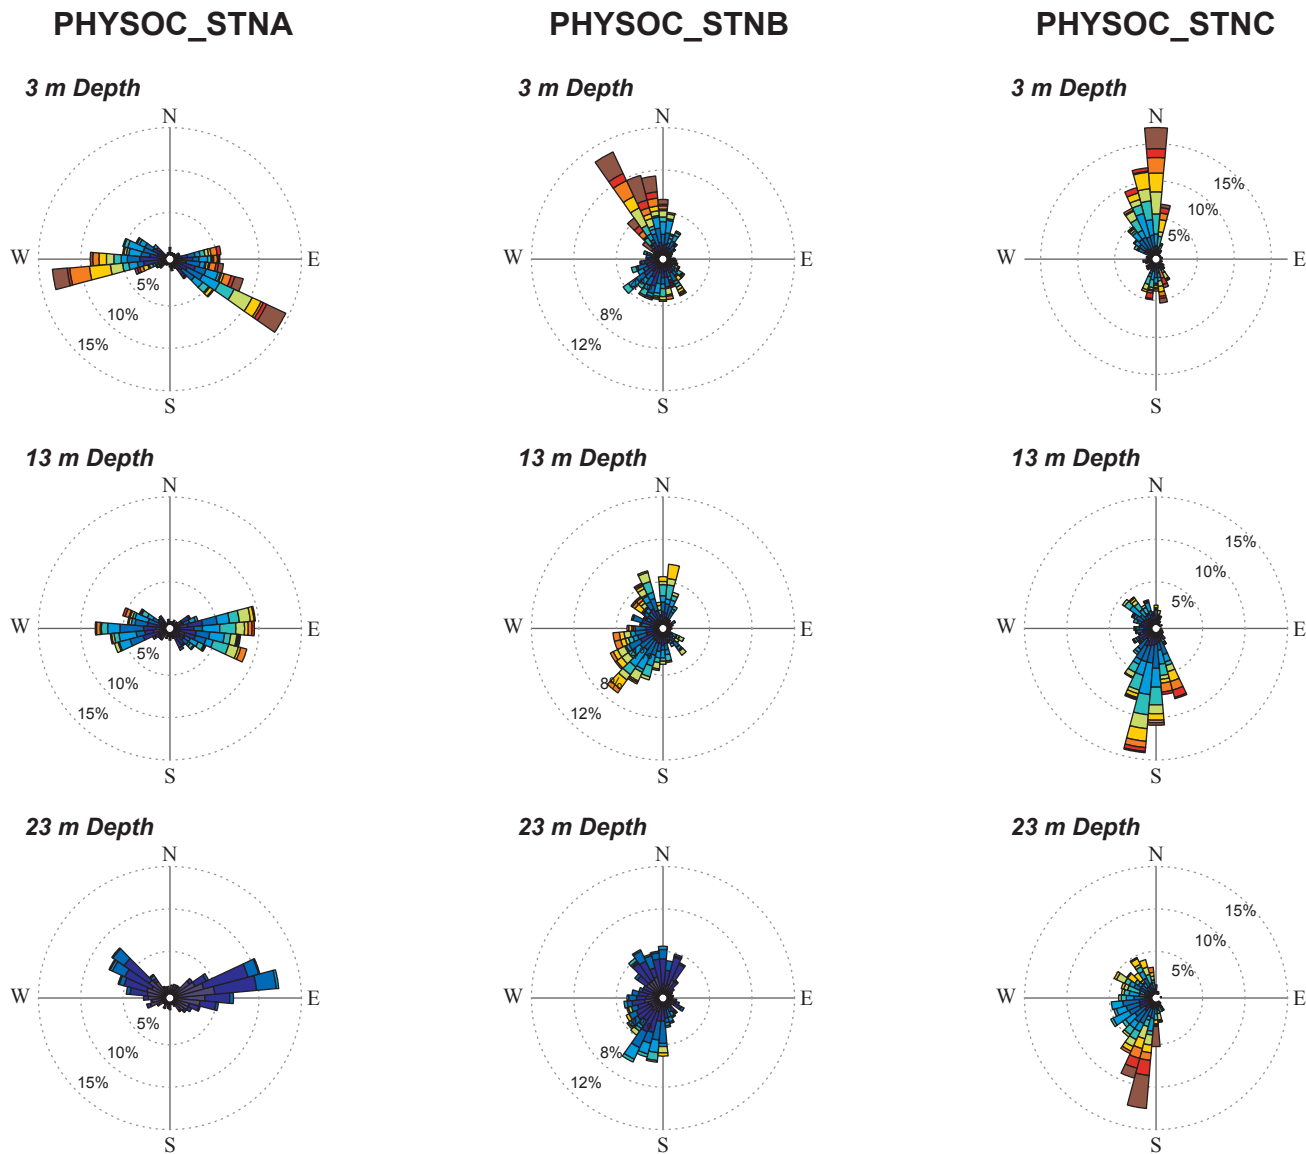 PHYSOC_STNA PHYSOC_STNB PHYSOC_STNC
3 m Depth 3 m Depth 3 m Depth
N N N
15%
10%
5%
W E W E W E
5%
10% 8%
15% 12%
S S S
13 m Depth 13 m Depth 13 m Depth
N N N
15%
10%
5%
W E W E W E
5%
10% 8%
15% 12%
S S S
23 m Depth 23 m Depth 23 m Depth
N N N
15%
10%
5%
W E W E W E
5%
10% 8%
15% 12%
S S S